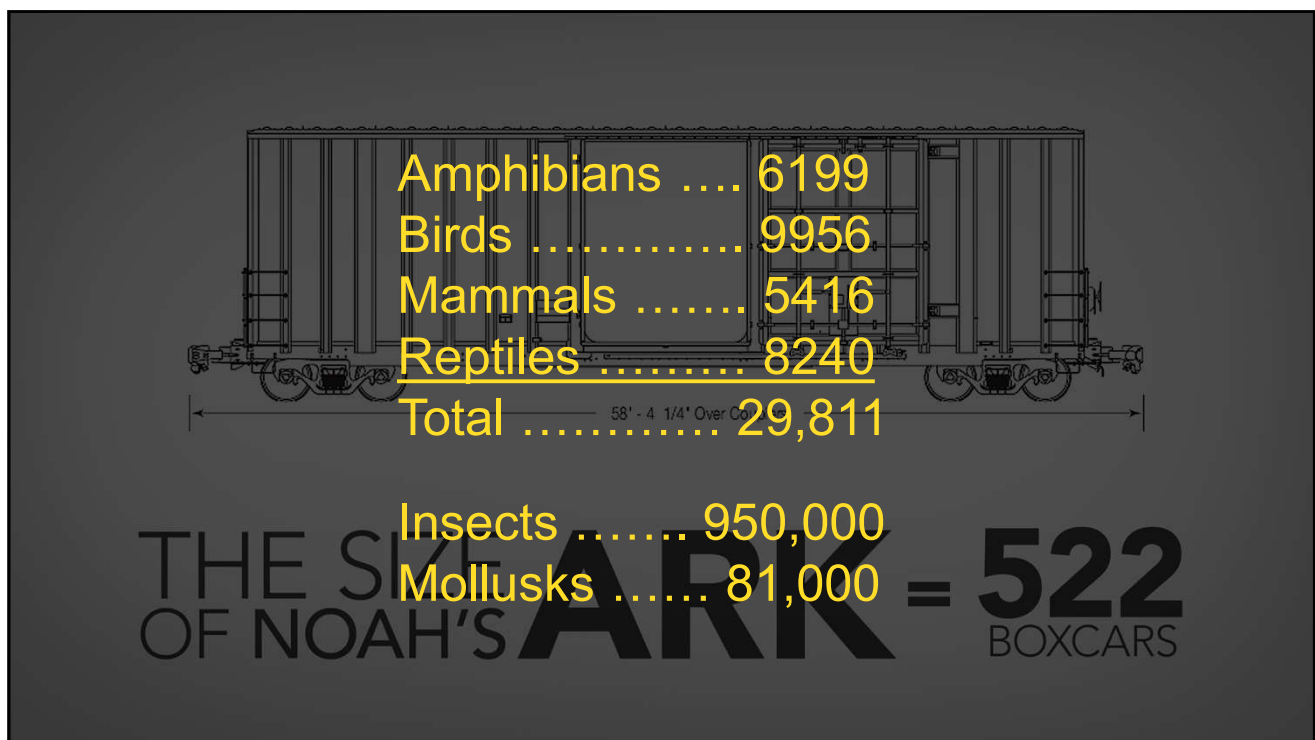 Amphibians .... 6199
Birds ............. 9956
Mammals ....... 5416
Reptiles ......... 8240
Total ............ 29,811
58' - 4 1/4" Over Couplers
Insects ....... 950,000
Mollusks ...... 81,000
THE SIZE
OF NOAH'S ARK = 522
BOXCARS